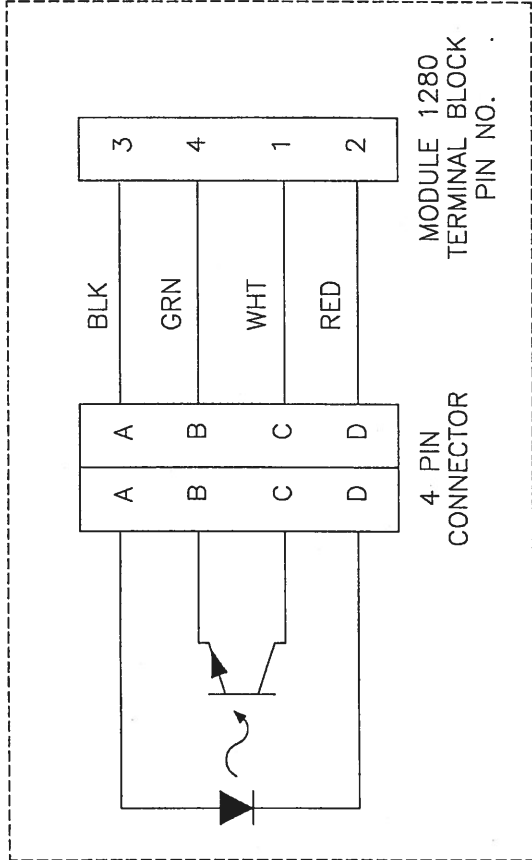 A A BLK 3
B B GRN 4
C C WHT 1
D D RED 2
4 PIN
CONNECTOR
MODULE 1280
TERMINAL BLOCK
PIN NO.